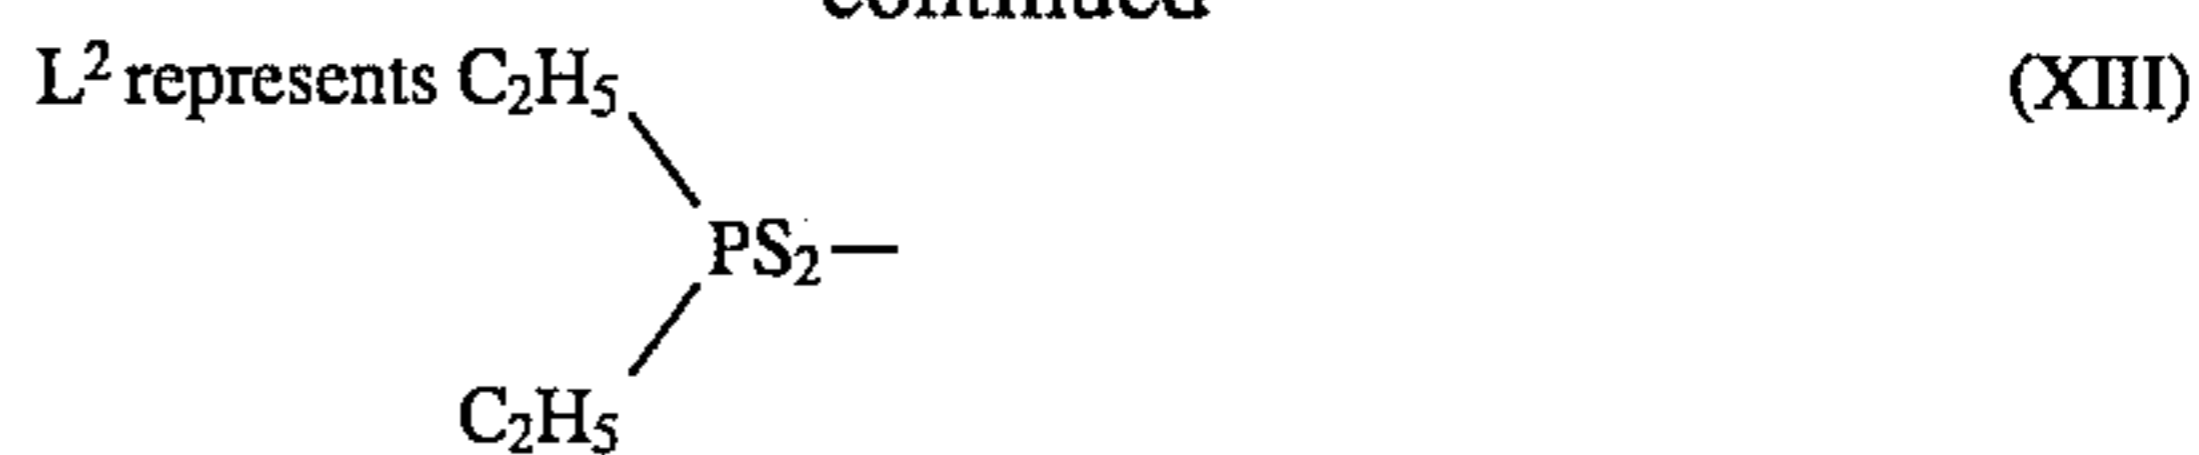 continued
L² represents C₂H₅ (XIII)
PS₂—
C₂H₅